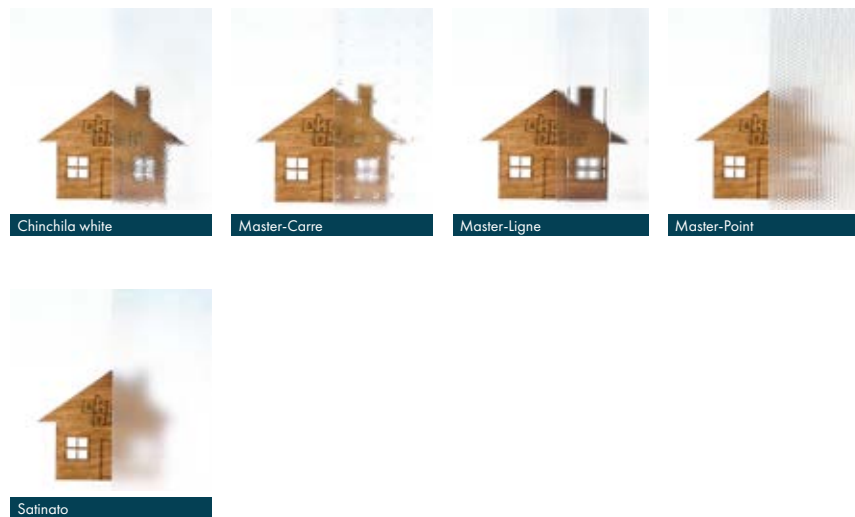 Chinchila white
Master-Carre
Master-Ligne
Master-Point
Satinato